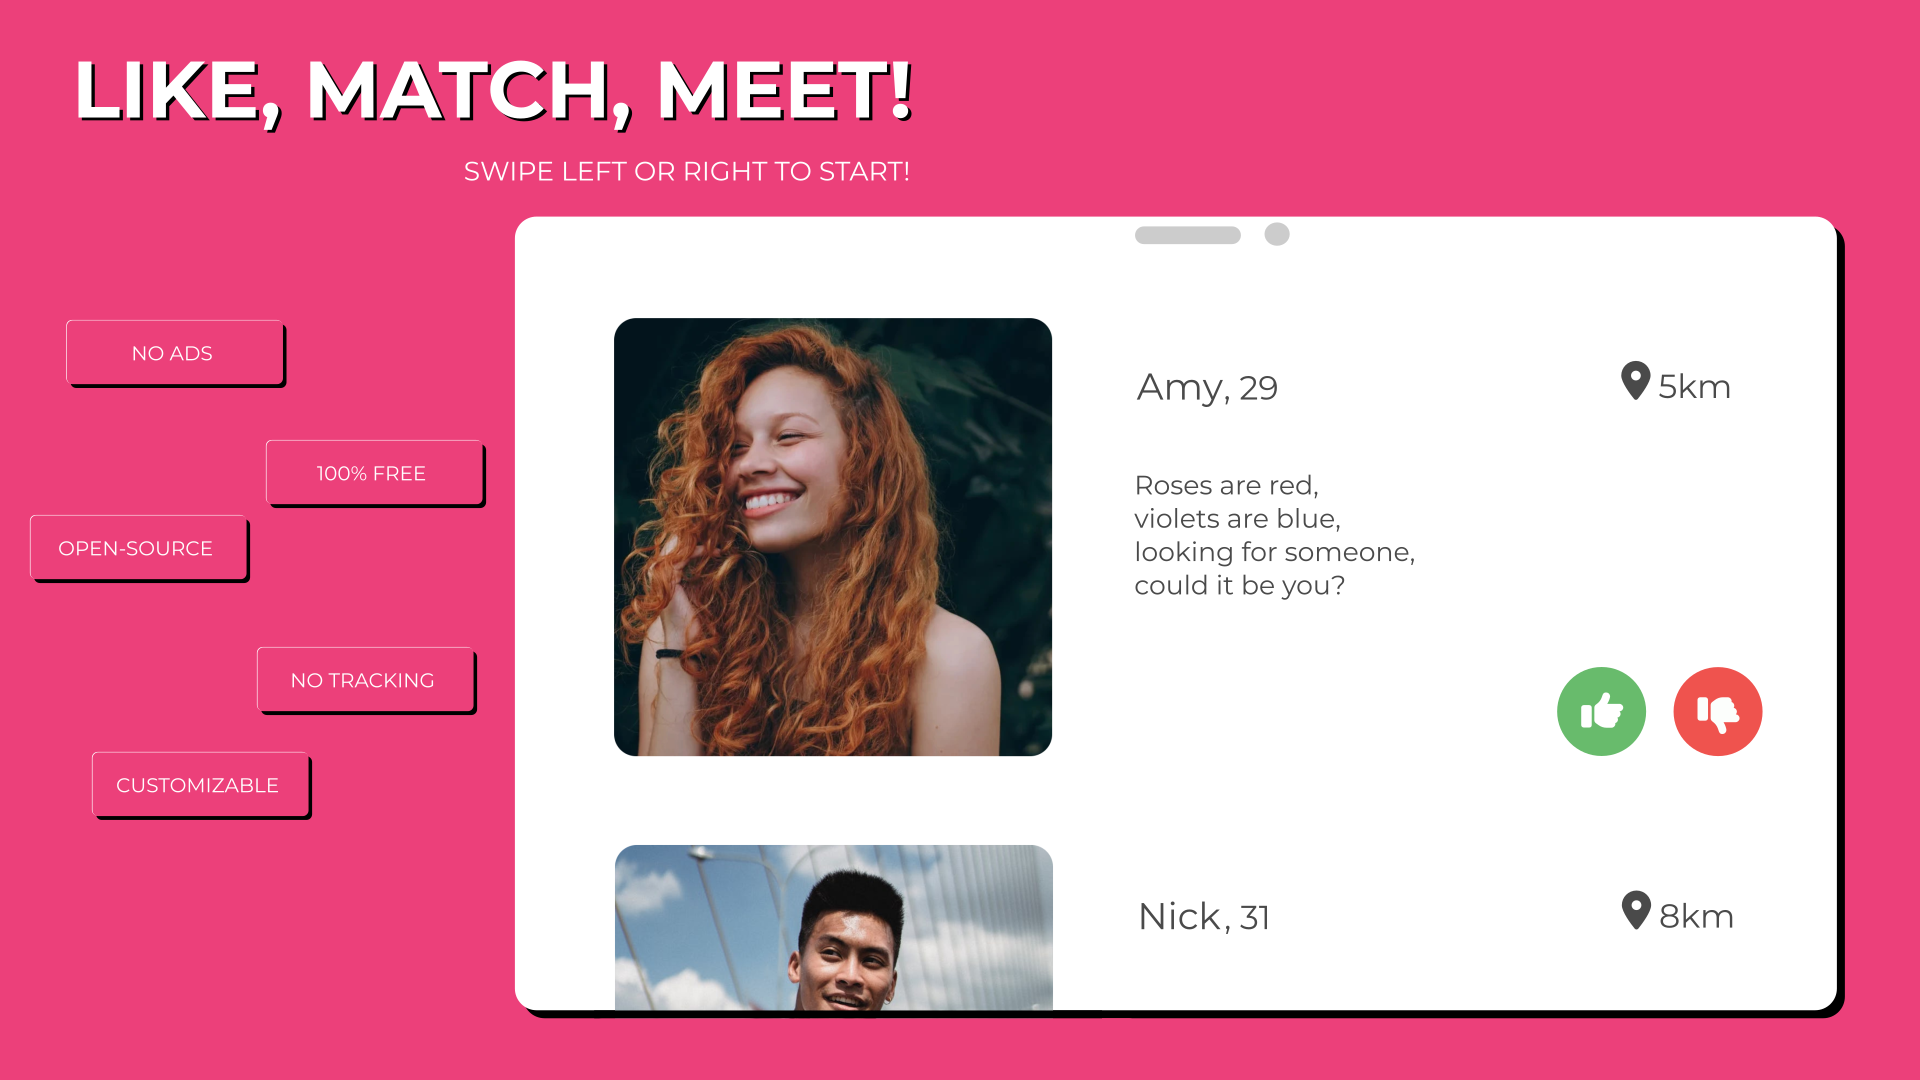 LIKE, MATCH, MEET!
SWIPE LEFT OR RIGHT TO START!
NO ADS
100% FREE
OPEN-SOURCE
NO TRACKING
CUSTOMIZABLE
Amy, 29
5km
Roses are red,
violets are blue,
looking for someone,
could it be you?
Nick, 31
8km